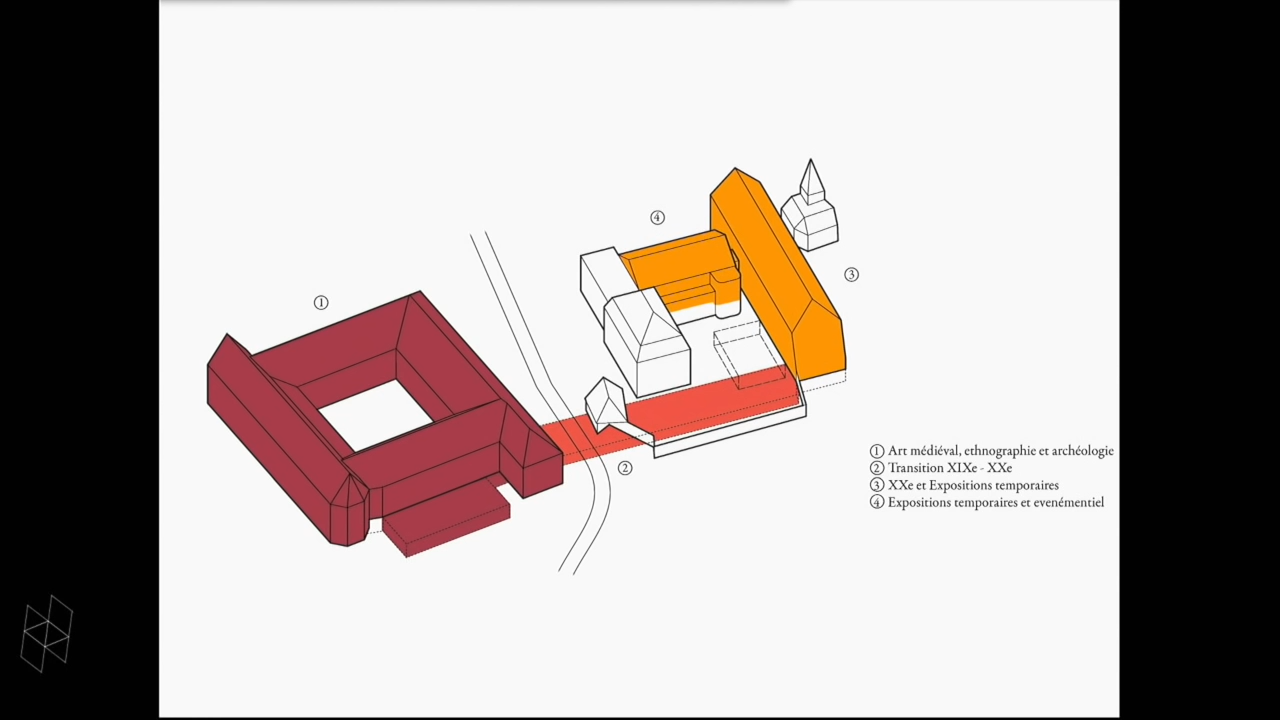 ④
①
③
②
① Art médiéval, ethnographie et archéologie
② Transition XIXe - XXe
③ XXe et Expositions temporaires
④ Expositions temporaires et evenémentiel